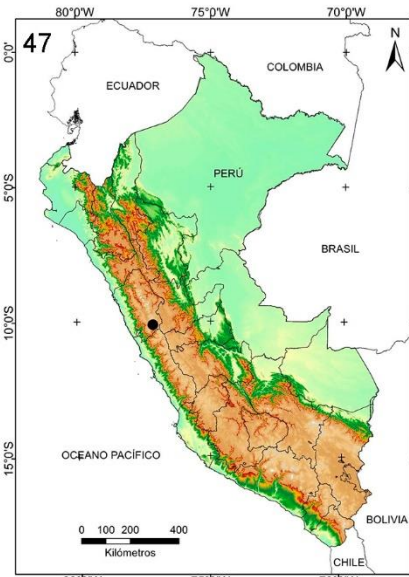 80°0'W 75°0'W 70°0'W
47
N
0°0'
COLOMBIA
ECUADOR
PERÚ
5°0'S
BRASIL
10°0'S
15°0'S
OCEANO PACÍFICO
BOLIVIA
0 100 200 400
Kilómetros
CHILE